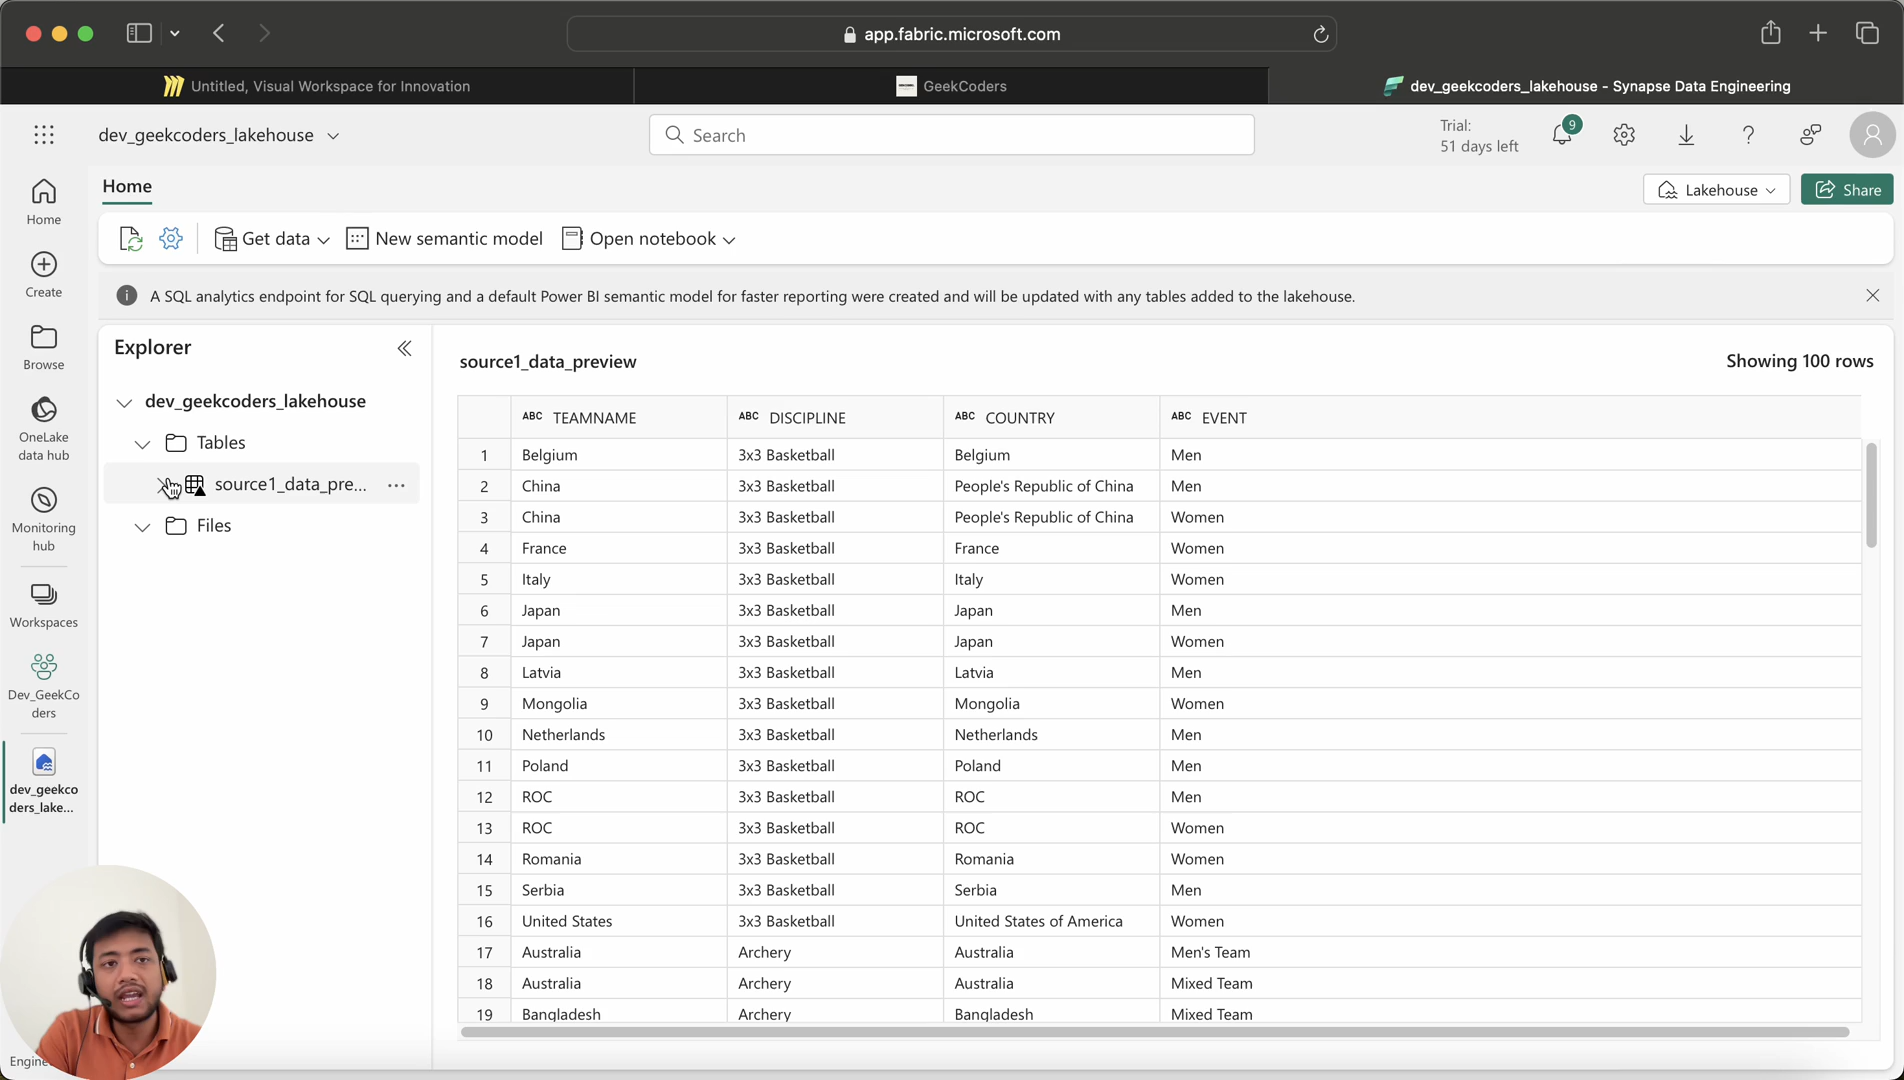 app.fabric.microsoft.com
Untitled, Visual Workspace for Innovation
GeekCoders
dev_geekcoders_lakehouse - Synapse Data Engineering
dev_geekcoders_lakehouse
Search
Trial:
51 days left
9
Home
Lakehouse
Share
Get data
New semantic model
Open notebook
A SQL analytics endpoint for SQL querying and a default Power BI semantic model for faster reporting were created and will be updated with any tables added to the lakehouse.
Home
Create
Browse
OneLake
data hub
Monitoring
hub
Workspaces
Dev_GeekCo
ders
dev_geekco
ders_lake...
Engine
Explorer
dev_geekcoders_lakehouse
Tables
source1_data_pre...
Files
source1_data_preview
Showing 100 rows
ABC TEAMNAME ABC DISCIPLINE ABC COUNTRY ABC EVENT
1 Belgium 3x3 Basketball Belgium Men
2 China 3x3 Basketball People's Republic of China Men
3 China 3x3 Basketball People's Republic of China Women
4 France 3x3 Basketball France Women
5 Italy 3x3 Basketball Italy Women
6 Japan 3x3 Basketball Japan Men
7 Japan 3x3 Basketball Japan Women
8 Latvia 3x3 Basketball Latvia Men
9 Mongolia 3x3 Basketball Mongolia Women
10 Netherlands 3x3 Basketball Netherlands Men
11 Poland 3x3 Basketball Poland Men
12 ROC 3x3 Basketball ROC Men
13 ROC 3x3 Basketball ROC Women
14 Romania 3x3 Basketball Romania Women
15 Serbia 3x3 Basketball Serbia Men
16 United States 3x3 Basketball United States of America Women
17 Australia Archery Australia Men's Team
18 Australia Archery Australia Mixed Team
19 Bangladesh Archery Bangladesh Mixed Team